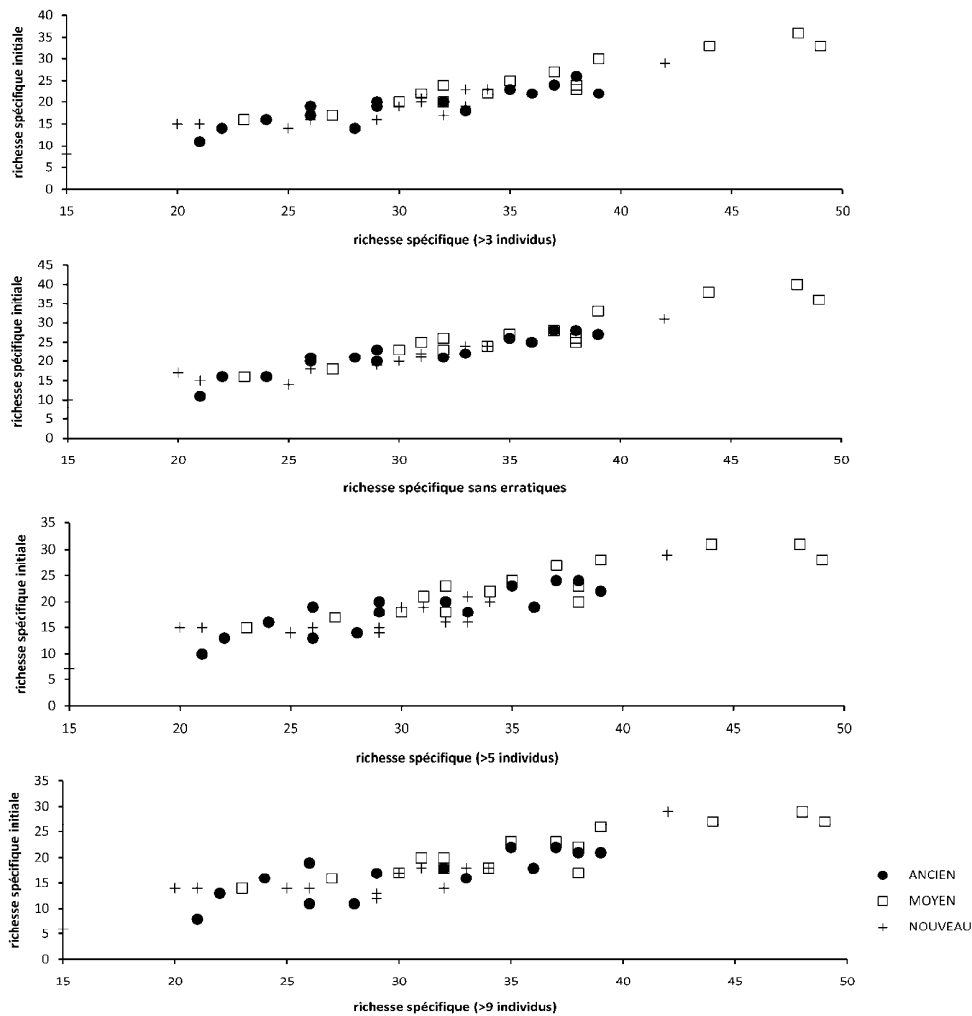 richesse spécifique initiale
40
35
30
25
20
15
10
5
0
15 20 25 30 35 40 45 50
richesse spécifique (>3 individus)
richesse spécifique initiale
45
40
35
30
25
20
15
10
5
0
15 20 25 30 35 40 45 50
richesse spécifique sans erratiques
richesse spécifique initiale
35
30
25
20
15
10
5
0
15 20 25 30 35 40 45 50
richesse spécifique (>5 individus)
richesse spécifique initiale
35
30
25
20
15
10
5
0
15 20 25 30 35 40 45 50
richesse spécifique (>9 individus)
ANCIEN
MOYEN
NOUVEAU